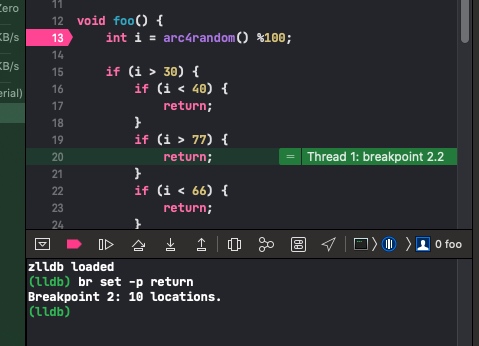 Zero
11
12 void foo() {
KB/s
13 int i = arc4random() %100;
14
KB/s
15 if (i > 30) {
16 if (i < 40) {
erial)
17 return;
18 }
19 if (i > 77) {
20 return; = Thread 1: breakpoint 2.2
21 }
22 if (i < 66) {
23 return;
24 }
0 foo
zlldb loaded
(lldb) br set -p return
Breakpoint 2: 10 locations.
(lldb)